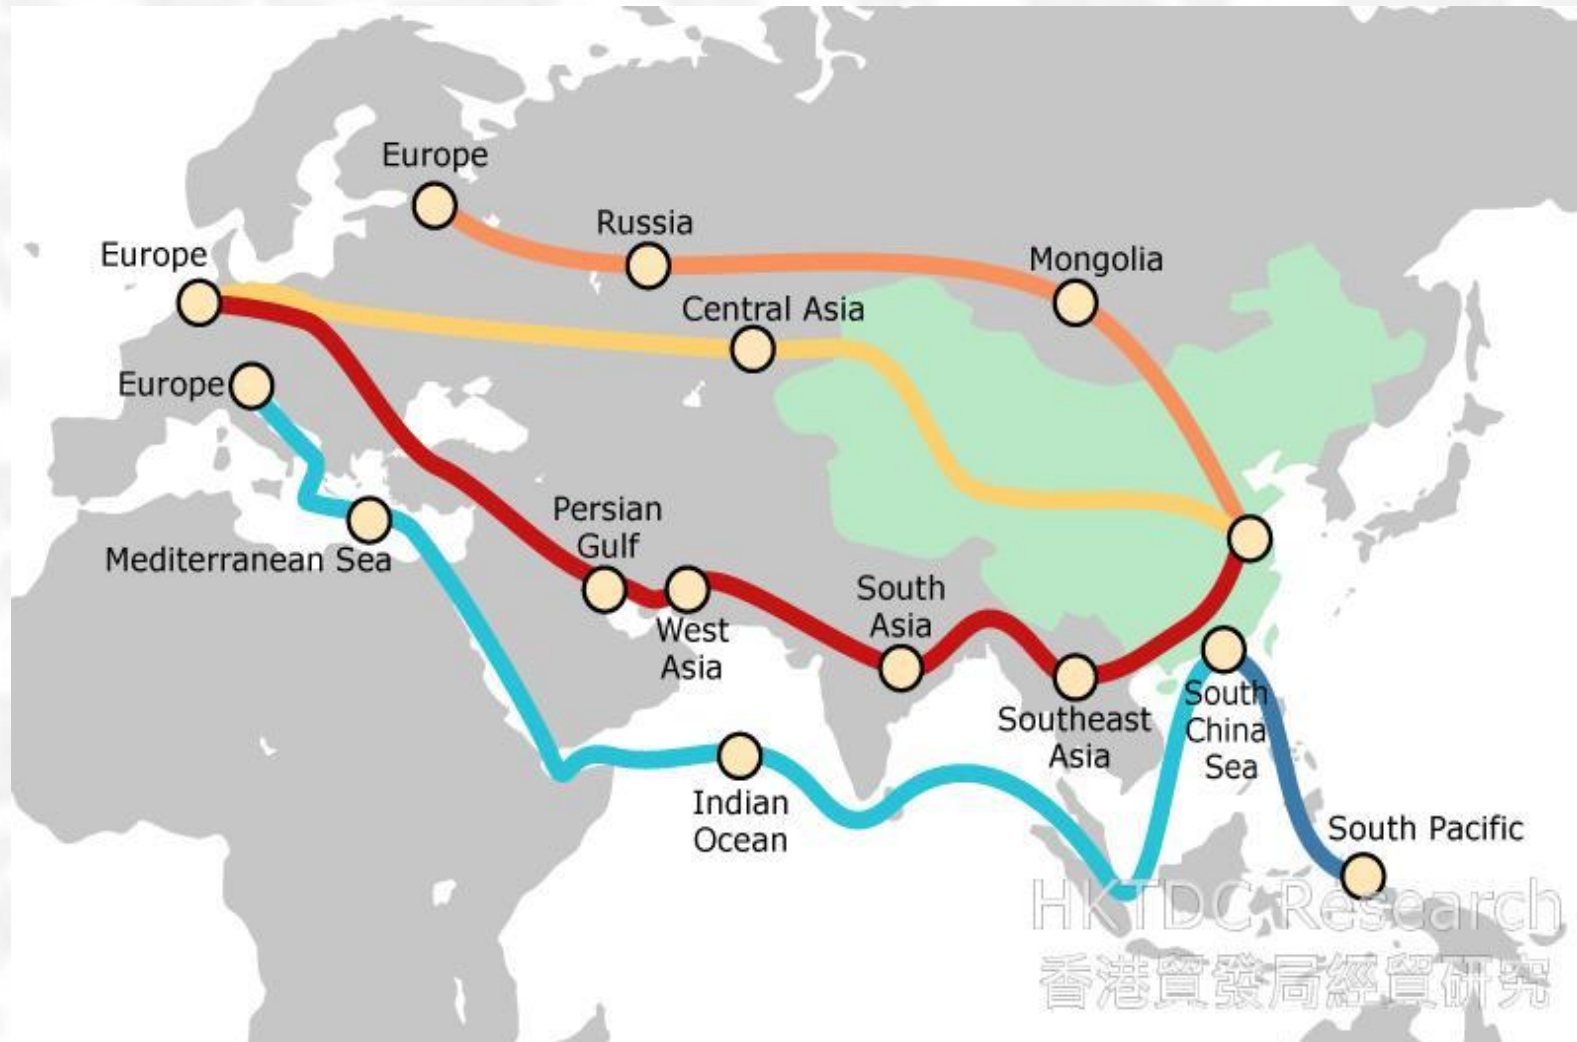 Europe
Russia
Europe
Mongolia
Central Asia
Europe
Persian
Gulf
Mediterranean Sea
South
Asia
West
Asia
South
China
Sea
Southeast
Asia
Indian
Ocean
South Pacific
HKTDC Research
香港貿發局經貿研究